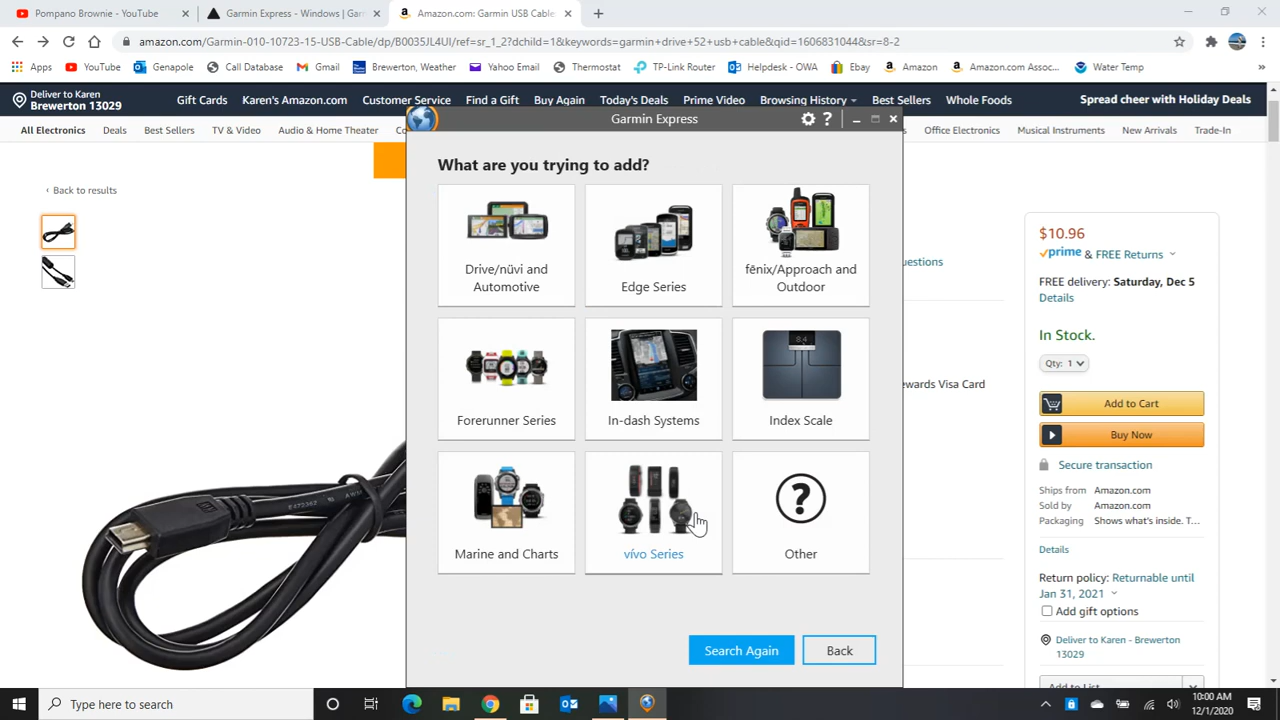 Pompano Brownie - YouTube
Garmin Express - Windows | Gar
Amazon.com: Garmin USB Cable
amazon.com/Garmin-010-10723-15-USB-Cable/dp/B0035JL4UI/ref=sr_1_2?dchild=1&keywords=garmin+drive+52+usb+cable&qid=1606831044&sr=8-2
Apps YouTube Genapole Call Database Gmail Brewerton, Weather Yahoo Email Thermostat TP-Link Router Helpdesk - OWA Ebay Amazon Amazon.com Assoc... Water Temp »
Deliver to Karen
Brewerton 13029
Gift Cards Karen's Amazon.com Customer Service Find a Gift Buy Again Today's Deals Prime Video Browsing History Best Sellers Whole Foods Spread cheer with Holiday Deals
All Electronics Deals Best Sellers TV & Video Audio & Home Theater Office Electronics Musical Instruments New Arrivals Trade-In
Garmin Express
?
‹ Back to results
What are you trying to add?
Drive/nüvi and
Automotive
Edge Series
fēnix/Approach and
Outdoor
Forerunner Series
In-dash Systems
Index Scale
Marine and Charts
vívo Series
?
Other
Search Again
Back
$10.96
prime & FREE Returns
FREE delivery: Saturday, Dec 5
Details
In Stock.
Qty: 1
Add to Cart
Buy Now
Secure transaction
Ships from Amazon.com
Sold by Amazon.com
Packaging Shows what's inside. T...
Details
Return policy: Returnable until
Jan 31, 2021
Add gift options
Deliver to Karen - Brewerton
13029
Add to List
Type here to search
10:00 AM
12/1/2020